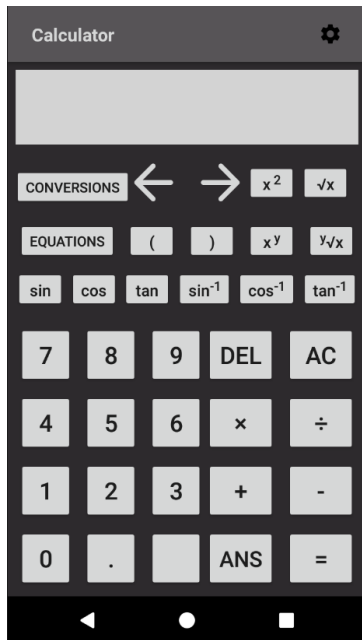 Calculator
CONVERSIONS x² √x
EQUATIONS ( ) xʸ ʸ√x
sin cos tan sin⁻¹ cos⁻¹ tan⁻¹
7 8 9 DEL AC
4 5 6 × ÷
1 2 3 + -
0 . ANS =